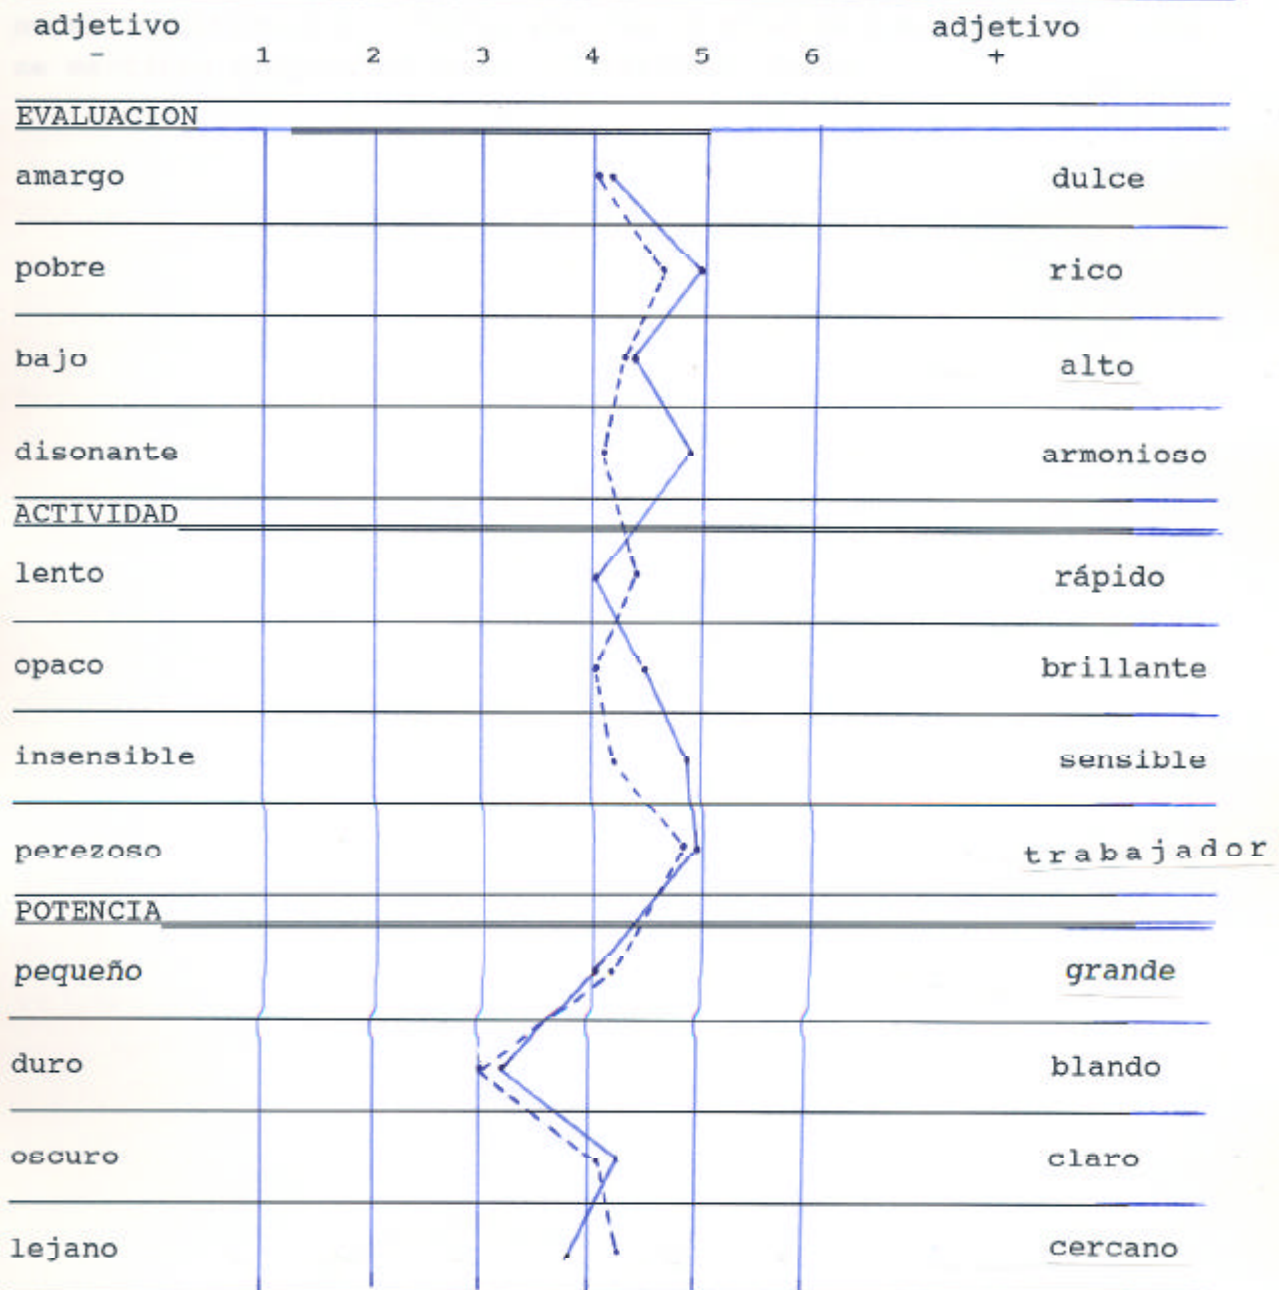 adjetivo adjetivo
- 1 2 3 4 5 6 +
EVALUACION
amargo dulce
pobre rico
bajo alto
disonante armonioso
ACTIVIDAD
lento rápido
opaco brillante
insensible sensible
perezoso trabajador
POTENCIA
pequeño grande
duro blando
oscuro claro
lejano cercano